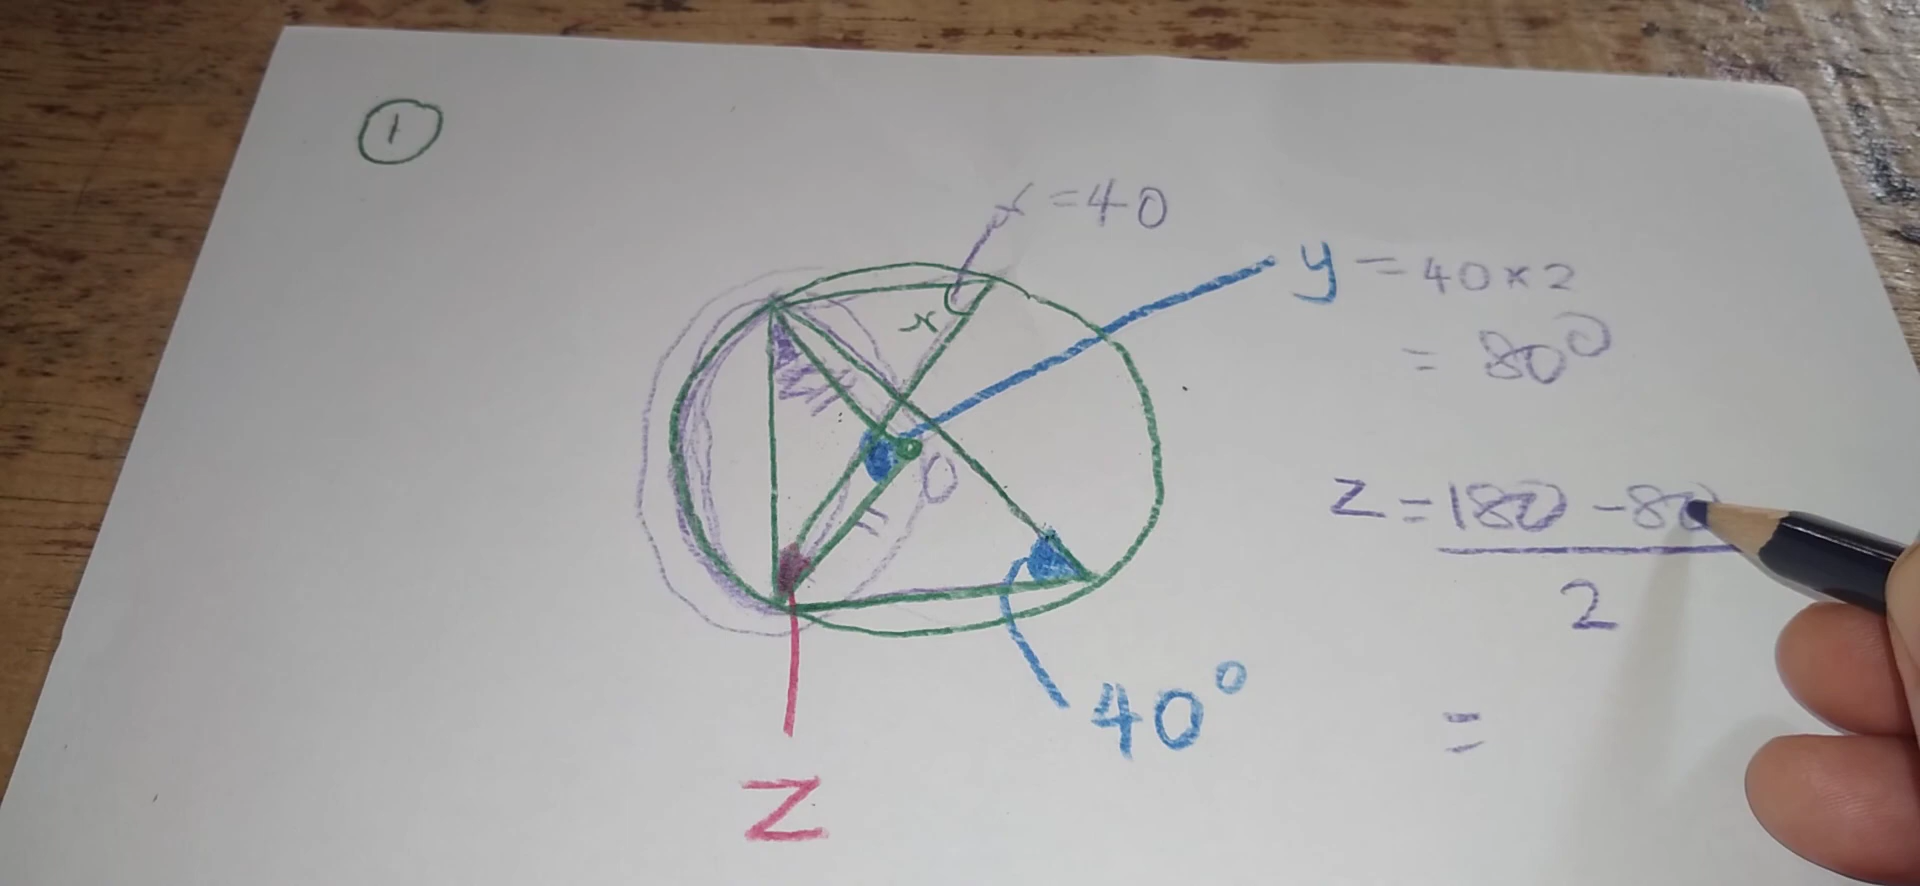 1
x = 40
y = 40 x 2
= 80°
x
O
z = 180 - 80
2
=
40°
Z